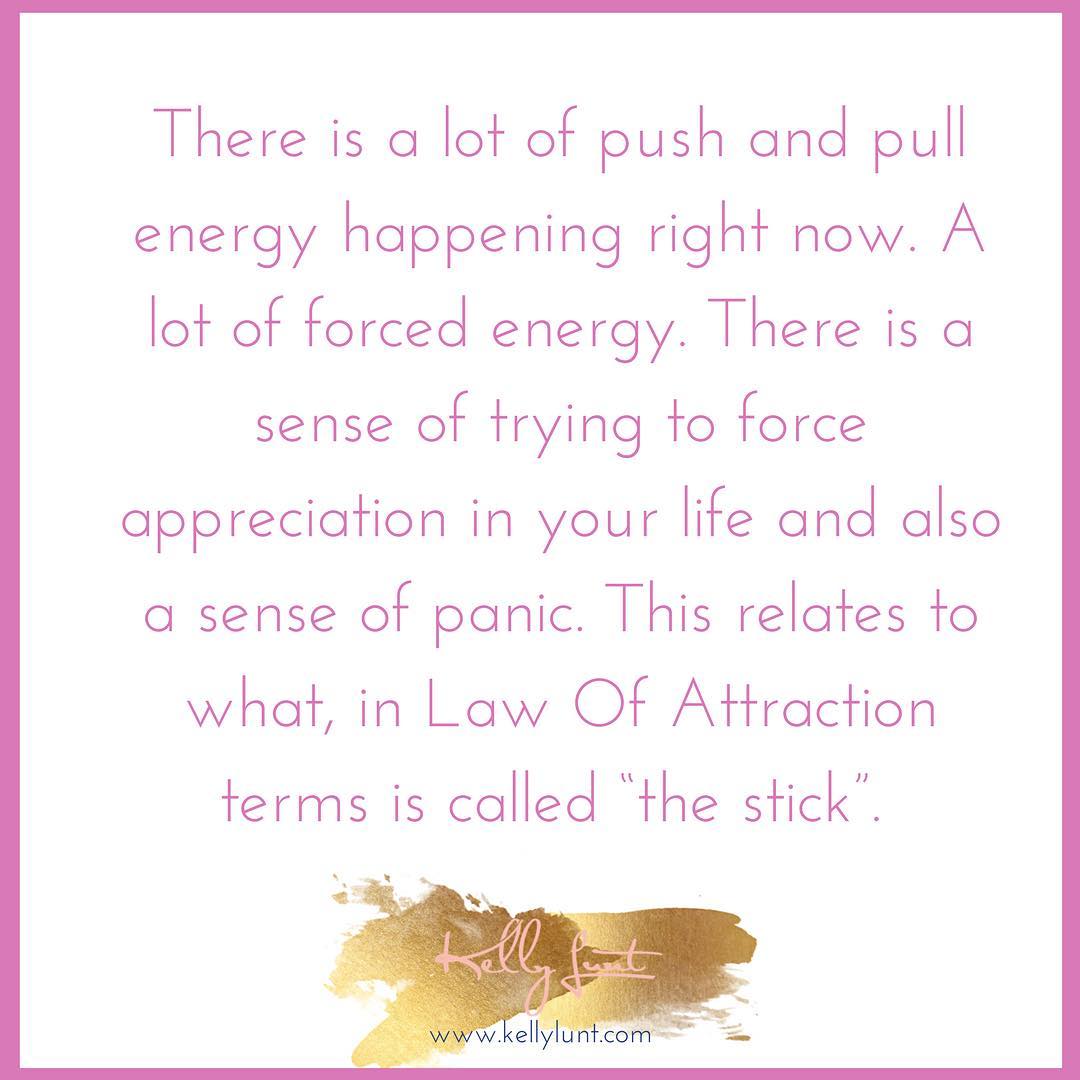 There is a lot of push and pull
energy happening right now. A
lot of forced energy. There is a
sense of trying to force
appreciation in your life and also
a sense of panic. This relates to
what, in Law Of Attraction
terms is called “the stick”.
Kelly Lunt
www.kellylunt.com